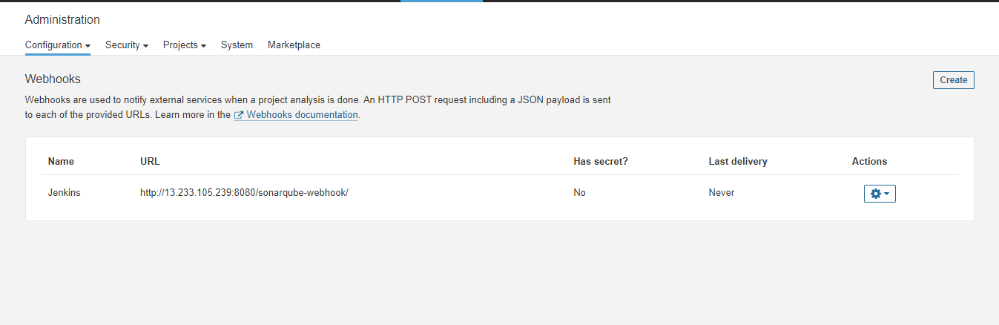 Administration
Configuration Security Projects System Marketplace
Webhooks
Create
Webhooks are used to notify external services when a project analysis is done. An HTTP POST request including a JSON payload is sent
to each of the provided URLs. Learn more in the Webhooks documentation.
Name URL Has secret? Last delivery Actions
Jenkins http://13.233.105.239:8080/sonarqube-webhook/ No Never